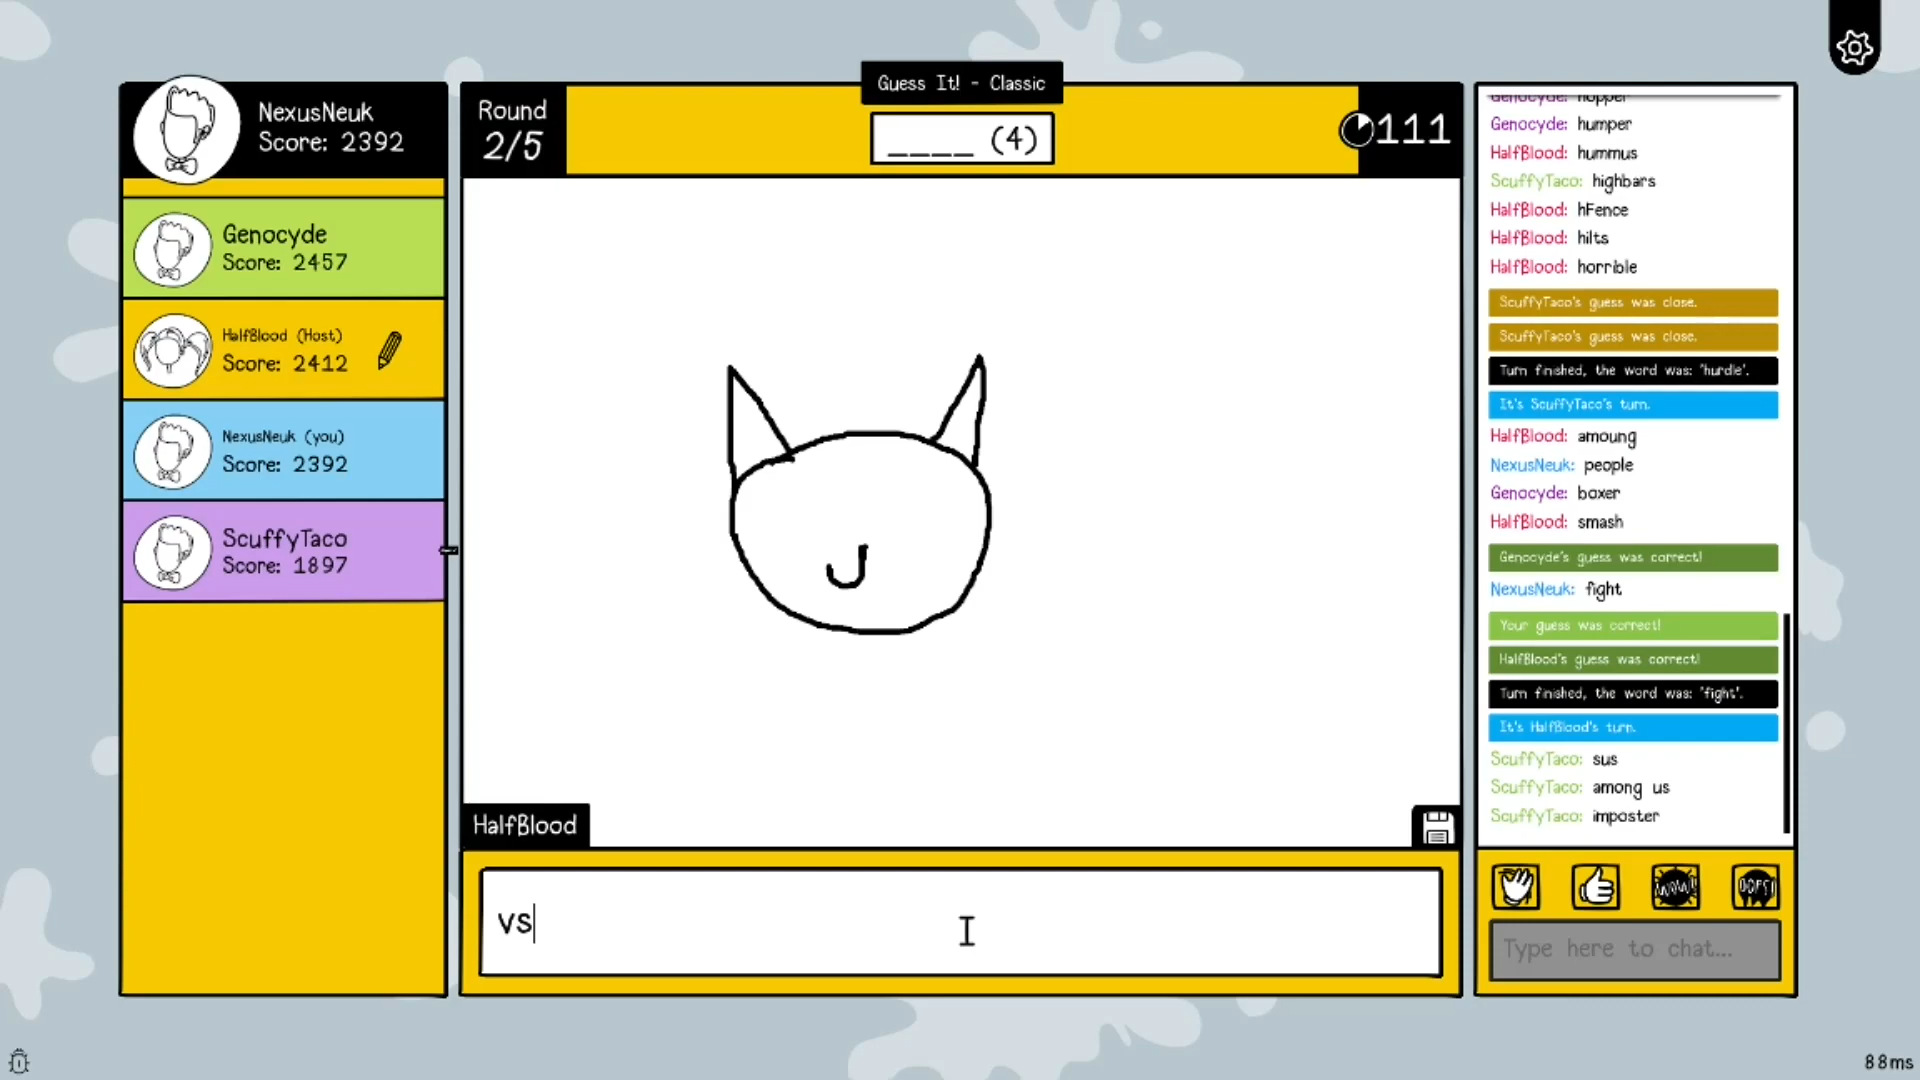 NexusNeuk
Score: 2392
Genocyde
Score: 2457
HalfBlood (Host)
Score: 2412
NexusNeuk (you)
Score: 2392
ScuffyTaco
Score: 1897
Round
2/5
Guess It! - Classic
____ (4)
111
HalfBlood
vs
Genocyde: hopper
Genocyde: humper
HalfBlood: hummus
ScuffyTaco: highbars
HalfBlood: hFence
HalfBlood: hilts
HalfBlood: horrible
ScuffyTaco's guess was close.
ScuffyTaco's guess was close.
Turn finished, the word was: 'hurdle'.
It's ScuffyTaco's turn.
HalfBlood: amoung
NexusNeuk: people
Genocyde: boxer
HalfBlood: smash
Genocyde's guess was correct!
NexusNeuk: fight
Your guess was correct!
HalfBlood's guess was correct!
Turn finished, the word was: 'fight'.
It's HalfBlood's turn.
ScuffyTaco: sus
ScuffyTaco: among us
ScuffyTaco: imposter
WOW!
OOPS!
Type here to chat...
88ms